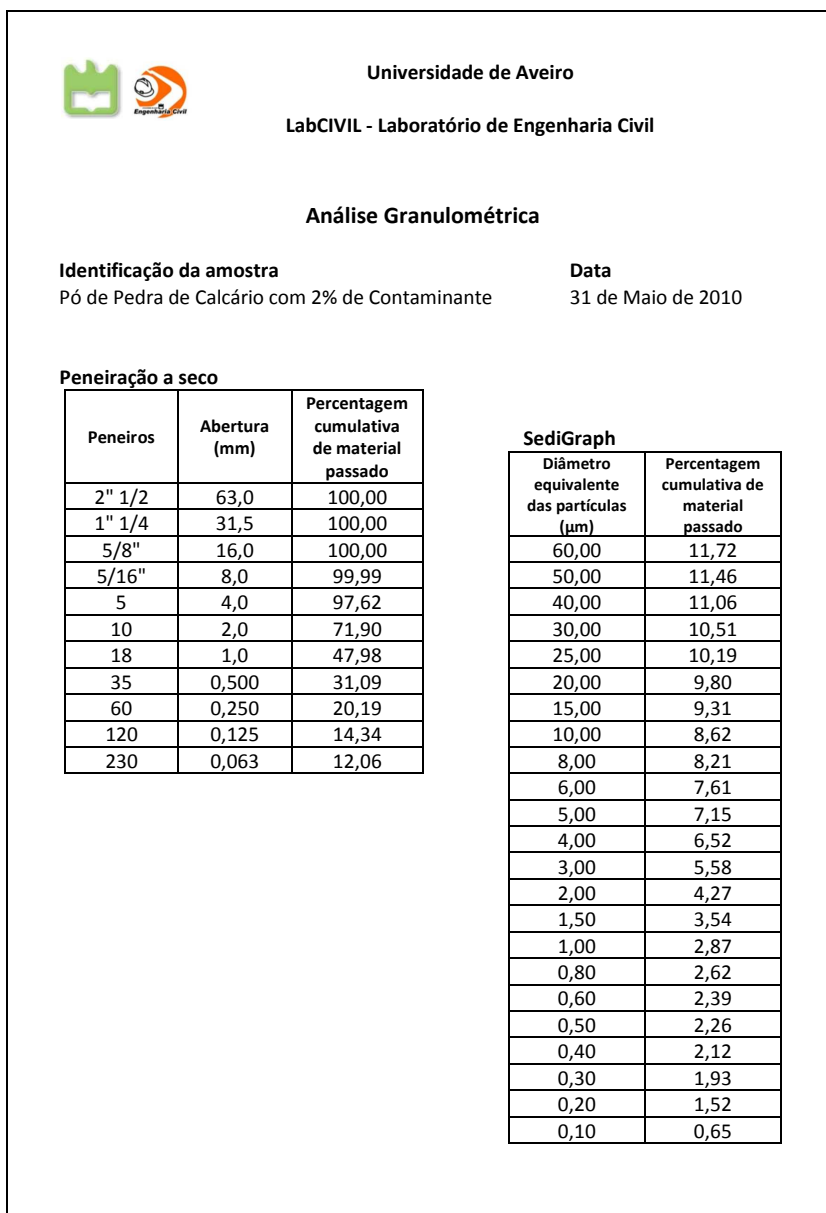 Universidade de Aveiro
Engenharia Civil
LabCIVIL - Laboratório de Engenharia Civil
Análise Granulométrica
Identificação da amostra Data
Pó de Pedra de Calcário com 2% de Contaminante 31 de Maio de 2010
Peneiração a seco
Peneiros Abertura (mm) Percentagem cumulativa de material passado
2" 1/2 63,0 100,00
1" 1/4 31,5 100,00
5/8" 16,0 100,00
5/16" 8,0 99,99
5 4,0 97,62
10 2,0 71,90
18 1,0 47,98
35 0,500 31,09
60 0,250 20,19
120 0,125 14,34
230 0,063 12,06
SediGraph
Diâmetro equivalente das partículas (µm) Percentagem cumulativa de material passado
60,00 11,72
50,00 11,46
40,00 11,06
30,00 10,51
25,00 10,19
20,00 9,80
15,00 9,31
10,00 8,62
8,00 8,21
6,00 7,61
5,00 7,15
4,00 6,52
3,00 5,58
2,00 4,27
1,50 3,54
1,00 2,87
0,80 2,62
0,60 2,39
0,50 2,26
0,40 2,12
0,30 1,93
0,20 1,52
0,10 0,65